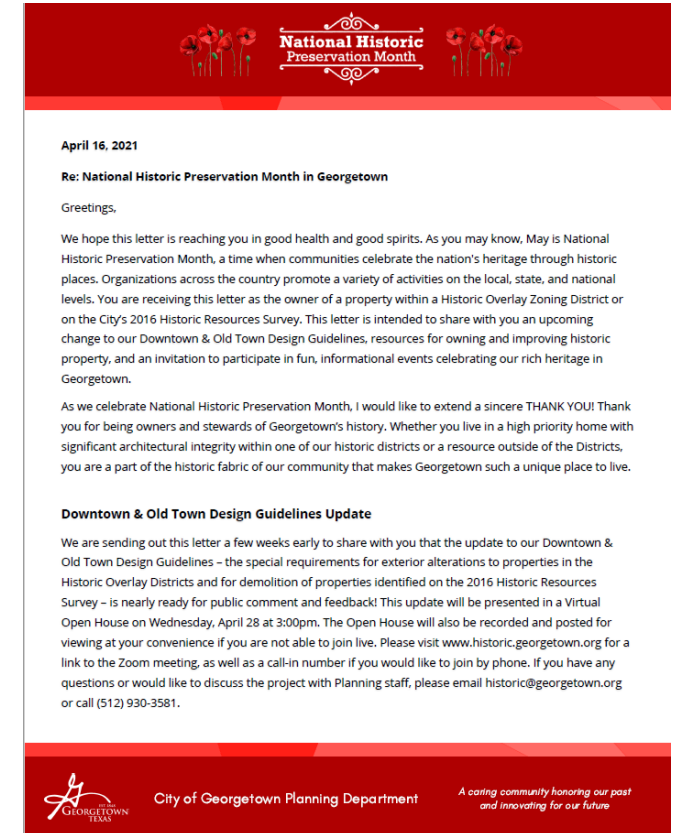 National Historic
Preservation Month
April 16, 2021
Re: National Historic Preservation Month in Georgetown
Greetings,
We hope this letter is reaching you in good health and good spirits. As you may know, May is National
Historic Preservation Month, a time when communities celebrate the nation's heritage through historic
places. Organizations across the country promote a variety of activities on the local, state, and national
levels. You are receiving this letter as the owner of a property within a Historic Overlay Zoning District or
on the City's 2016 Historic Resources Survey. This letter is intended to share with you an upcoming
change to our Downtown & Old Town Design Guidelines, resources for owning and improving historic
property, and an invitation to participate in fun, informational events celebrating our rich heritage in
Georgetown.
As we celebrate National Historic Preservation Month, I would like to extend a sincere THANK YOU! Thank
you for being owners and stewards of Georgetown's history. Whether you live in a high priority home with
significant architectural integrity within one of our historic districts or a resource outside of the Districts,
you are a part of the historic fabric of our community that makes Georgetown such a unique place to live.
Downtown & Old Town Design Guidelines Update
We are sending out this letter a few weeks early to share with you that the update to our Downtown &
Old Town Design Guidelines – the special requirements for exterior alterations to properties in the
Historic Overlay Districts and for demolition of properties identified on the 2016 Historic Resources
Survey – is nearly ready for public comment and feedback! This update will be presented in a Virtual
Open House on Wednesday, April 28 at 3:00pm. The Open House will also be recorded and posted for
viewing at your convenience if you are not able to join live. Please visit www.historic.georgetown.org for a
link to the Zoom meeting, as well as a call-in number if you would like to join by phone. If you have any
questions or would like to discuss the project with Planning staff, please email historic@georgetown.org
or call (512) 930-3581.
EST. 1848
GEORGETOWN
TEXAS
City of Georgetown Planning Department
A caring community honoring our past
and innovating for our future